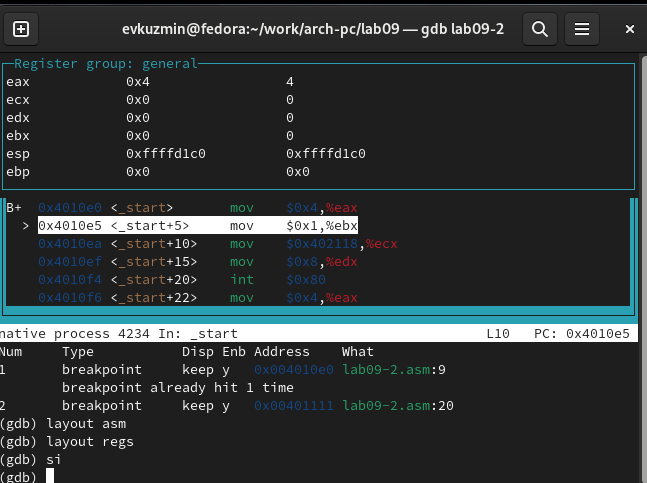 evkuzmin@fedora:~/work/arch-pc/lab09 — gdb lab09-2
Register group: general
eax 0x4 4
ecx 0x0 0
edx 0x0 0
ebx 0x0 0
esp 0xffffd1c0 0xffffd1c0
ebp 0x0 0x0
B+ 0x4010e0 <_start> mov $0x4,%eax
> 0x4010e5 <_start+5> mov $0x1,%ebx
0x4010ea <_start+10> mov $0x402118,%ecx
0x4010ef <_start+15> mov $0x8,%edx
0x4010f4 <_start+20> int $0x80
0x4010f6 <_start+22> mov $0x4,%eax
native process 4234 In: _start L10 PC: 0x4010e5
Num Type Disp Enb Address What
1 breakpoint keep y 0x004010e0 lab09-2.asm:9
breakpoint already hit 1 time
2 breakpoint keep y 0x00401111 lab09-2.asm:20
(gdb) layout asm
(gdb) layout regs
(gdb) si
(gdb)